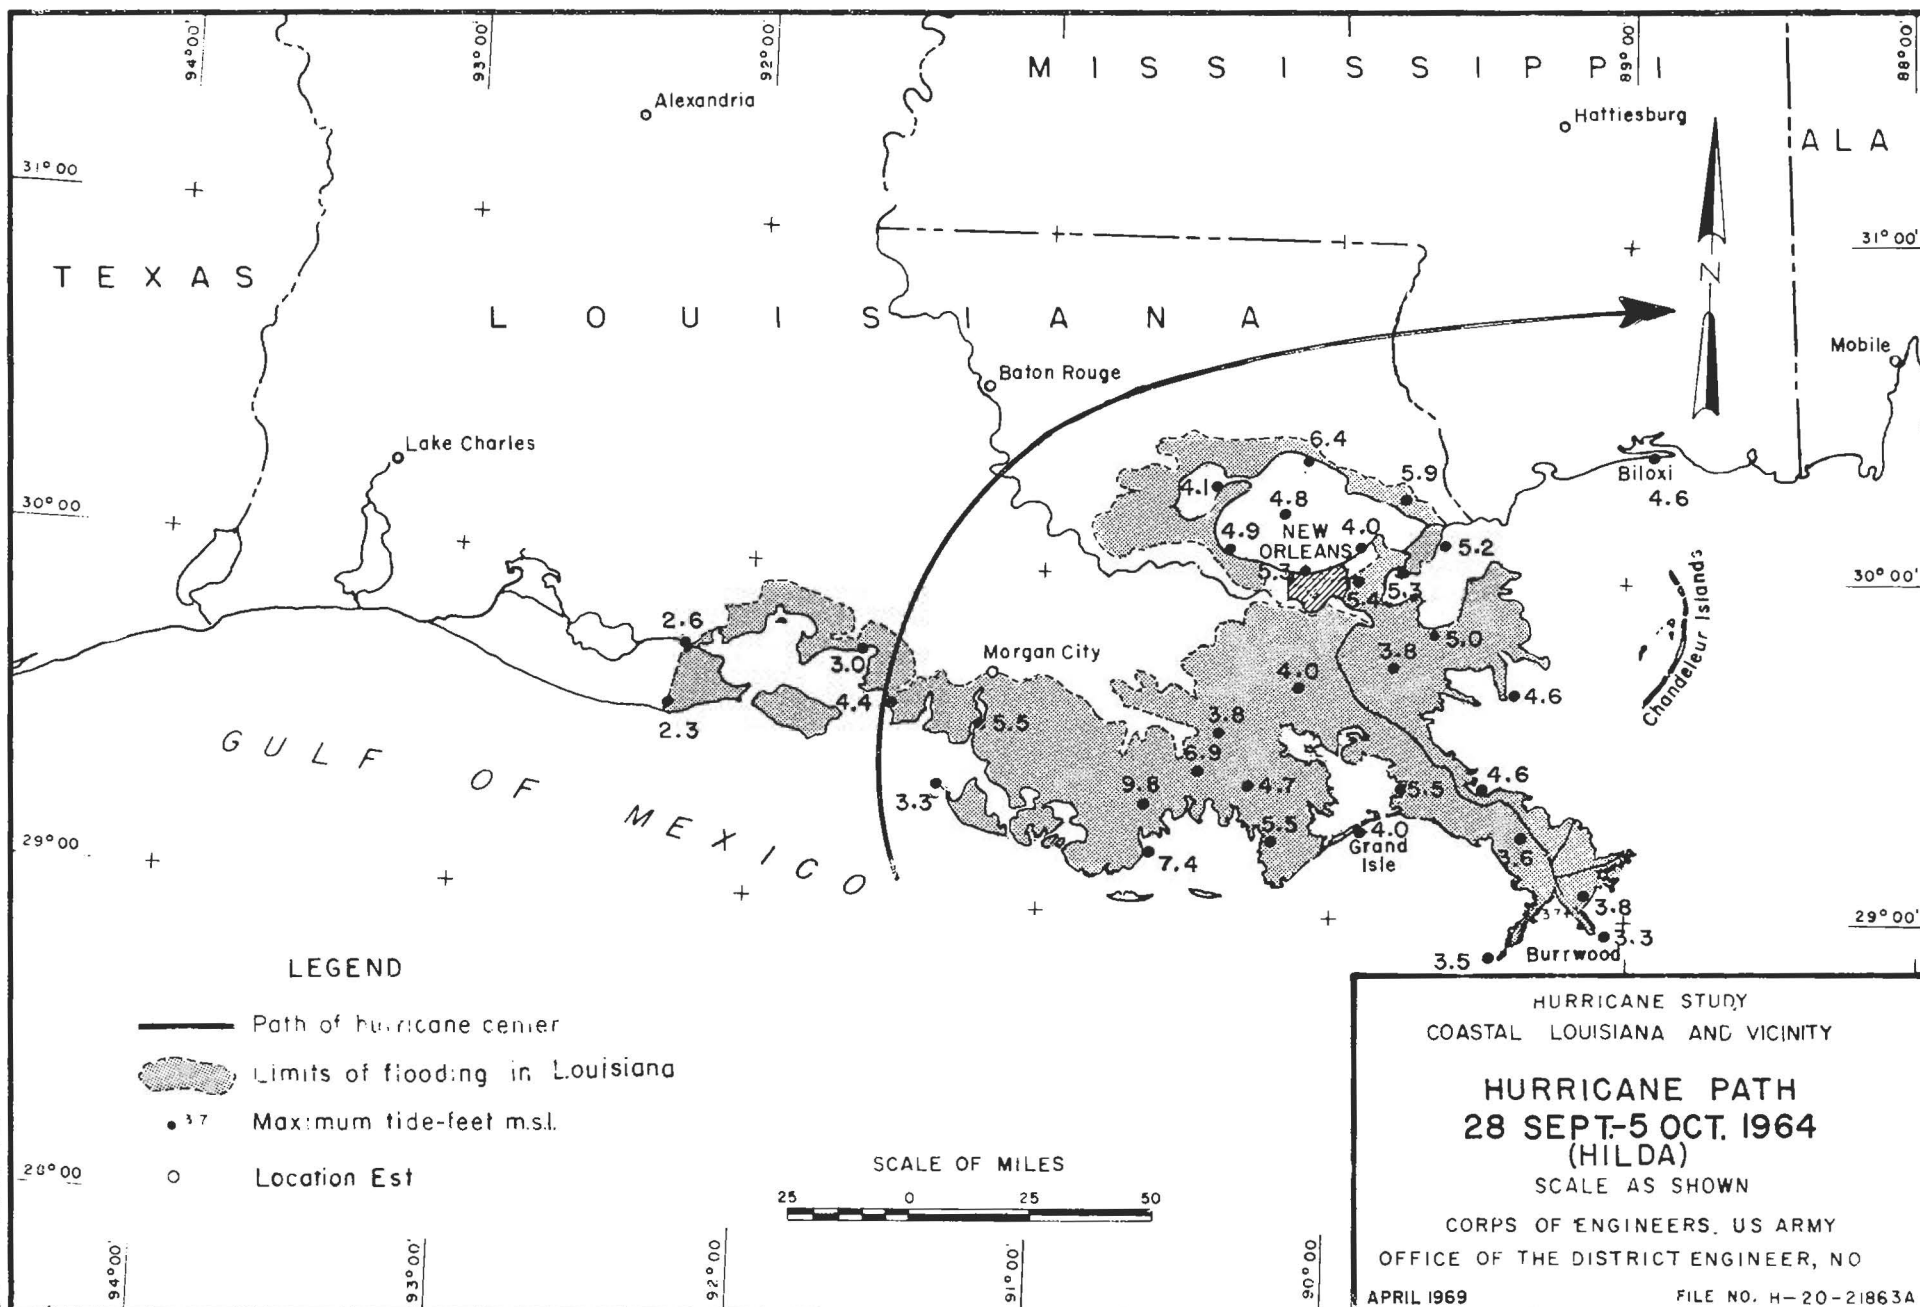 94°00'
93°00'
92°00'
MISSISSIPPI
89°00'
88°00'
Alexandria
Hattiesburg
ALA
31°00
31°00'
N
TEXAS
LOUISIANA
Mobile
Baton Rouge
Lake Charles
6.4
5.9
Biloxi
4.6
4.1
4.8
30°00
4.9
NEW
ORLEANS
4.0
5.2
5.3
5.4
5.3
30°00'
Chandeleur Islands
2.6
3.0
Morgan City
5.0
3.8
4.0
4.6
2.3
4.4
5.5
3.8
GULF OF MEXICO
6.9
4.6
3.3
9.8
4.7
5.5
5.5
4.0
Grand
Isle
29°00'
7.4
3.6
3.8
3.7
29°00'
3.3
3.5
Burrwood
LEGEND
Path of hurricane center
Limits of flooding in Louisiana
3.7 Maximum tide-feet m.s.l.
Location Est
28°00
SCALE OF MILES
25 0 25 50
94°00'
93°00'
92°00
91°00'
90°00'
HURRICANE STUDY
COASTAL LOUISIANA AND VICINITY
HURRICANE PATH
28 SEPT.-5 OCT. 1964
(HILDA)
SCALE AS SHOWN
CORPS OF ENGINEERS, US ARMY
OFFICE OF THE DISTRICT ENGINEER, NO
APRIL 1969 FILE NO. H-20-21863A